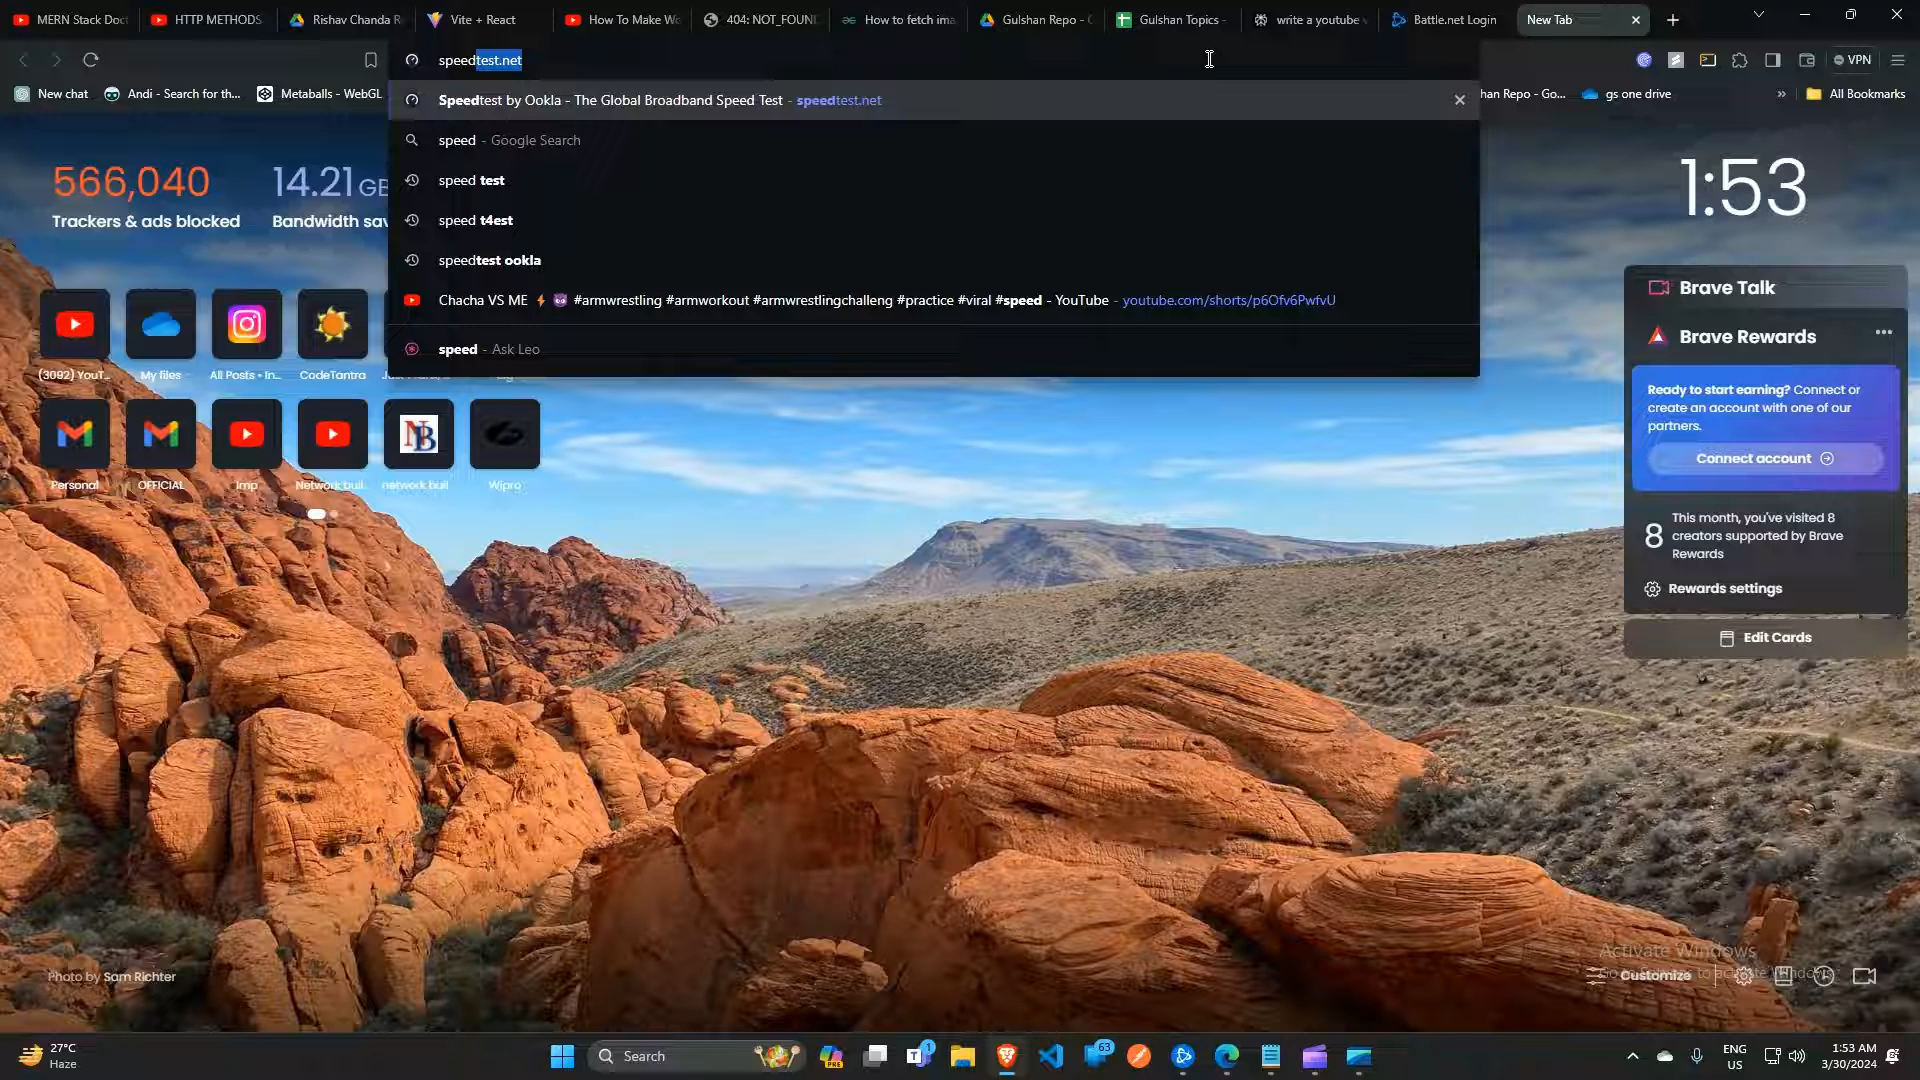 MERN Stack Doc
HTTP METHODS
Rishav Chanda R
Vite + React
How To Make Wo
404: NOT_FOUN
How to fetch ima
Gulshan Repo - G
Gulshan Topics -
write a youtube v
Battle.net Login
New Tab
speedtest.net
VPN
New chat
Andi - Search for th...
Metaballs - WebGL
Speedtest by Ookla - The Global Broadband Speed Test - speedtest.net
han Repo - Go...
gs one drive
»
All Bookmarks
speed - Google Search
speed test
speed t4est
speedtest ookla
Chacha VS ME ⚡ 😈 #armwrestling #armworkout #armwrestlingchalleng #practice #viral #speed - YouTube - youtube.com/shorts/p6Ofv6PwfvU
speed - Ask Leo
566,040
Trackers & ads blocked
14.21 GB
Bandwidth sav
1:53
(3092) YouT...
My files
All Posts • In...
CodeTantra
Personal
OFFICIAL
Imp
Network buil...
network buil
Wipro
Brave Talk
Brave Rewards
Ready to start earning? Connect or
create an account with one of our
partners.
Connect account
8
This month, you've visited 8
creators supported by Brave
Rewards
Rewards settings
Edit Cards
Photo by Sam Richter
Activate Windows
Customize
27°C
Haze
Search
PRE
1
63
ENG
US
1:53 AM
3/30/2024